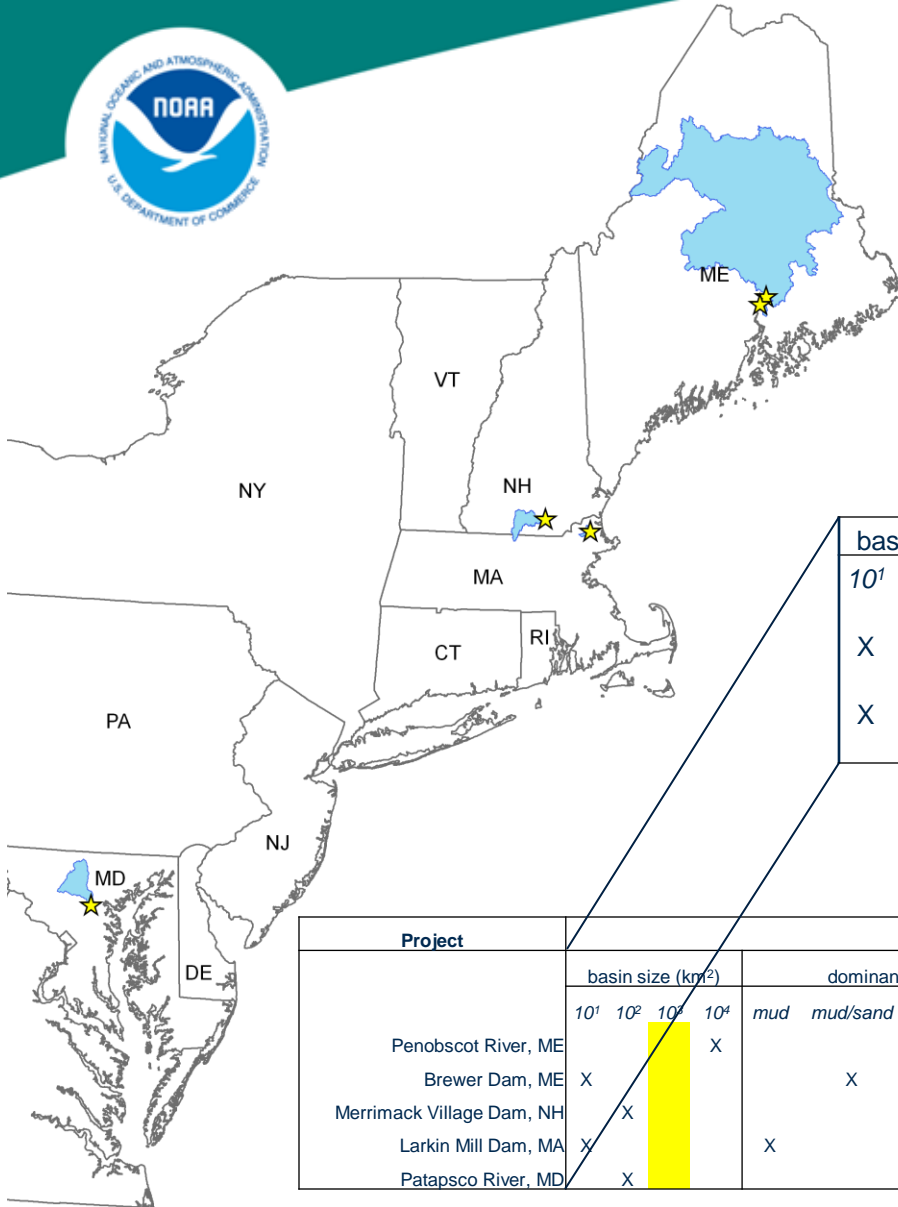 NATIONAL OCEANIC AND ATMOSPHERIC ADMINISTRATION
NOAA
U.S. DEPARTMENT OF COMMERCE
ME
VT
NH
NY
MA
CT
RI
PA
NJ
MD
DE
bas
10¹
X
X
Project
basin size (km²) dominan
10¹ 10² 10³ 10⁴ mud mud/sand
Penobscot River, ME X
Brewer Dam, ME X X
Merrimack Village Dam, NH X
Larkin Mill Dam, MA X X
Patapsco River, MD X